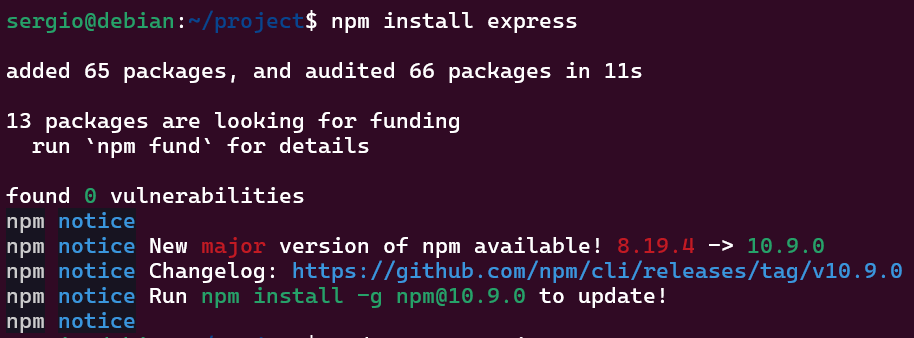 sergio@debian:~/project$ npm install express
added 65 packages, and audited 66 packages in 11s
13 packages are looking for funding
  run `npm fund` for details
found 0 vulnerabilities
npm notice
npm notice New major version of npm available! 8.19.4 -> 10.9.0
npm notice Changelog: https://github.com/npm/cli/releases/tag/v10.9.0
npm notice Run npm install -g npm@10.9.0 to update!
npm notice